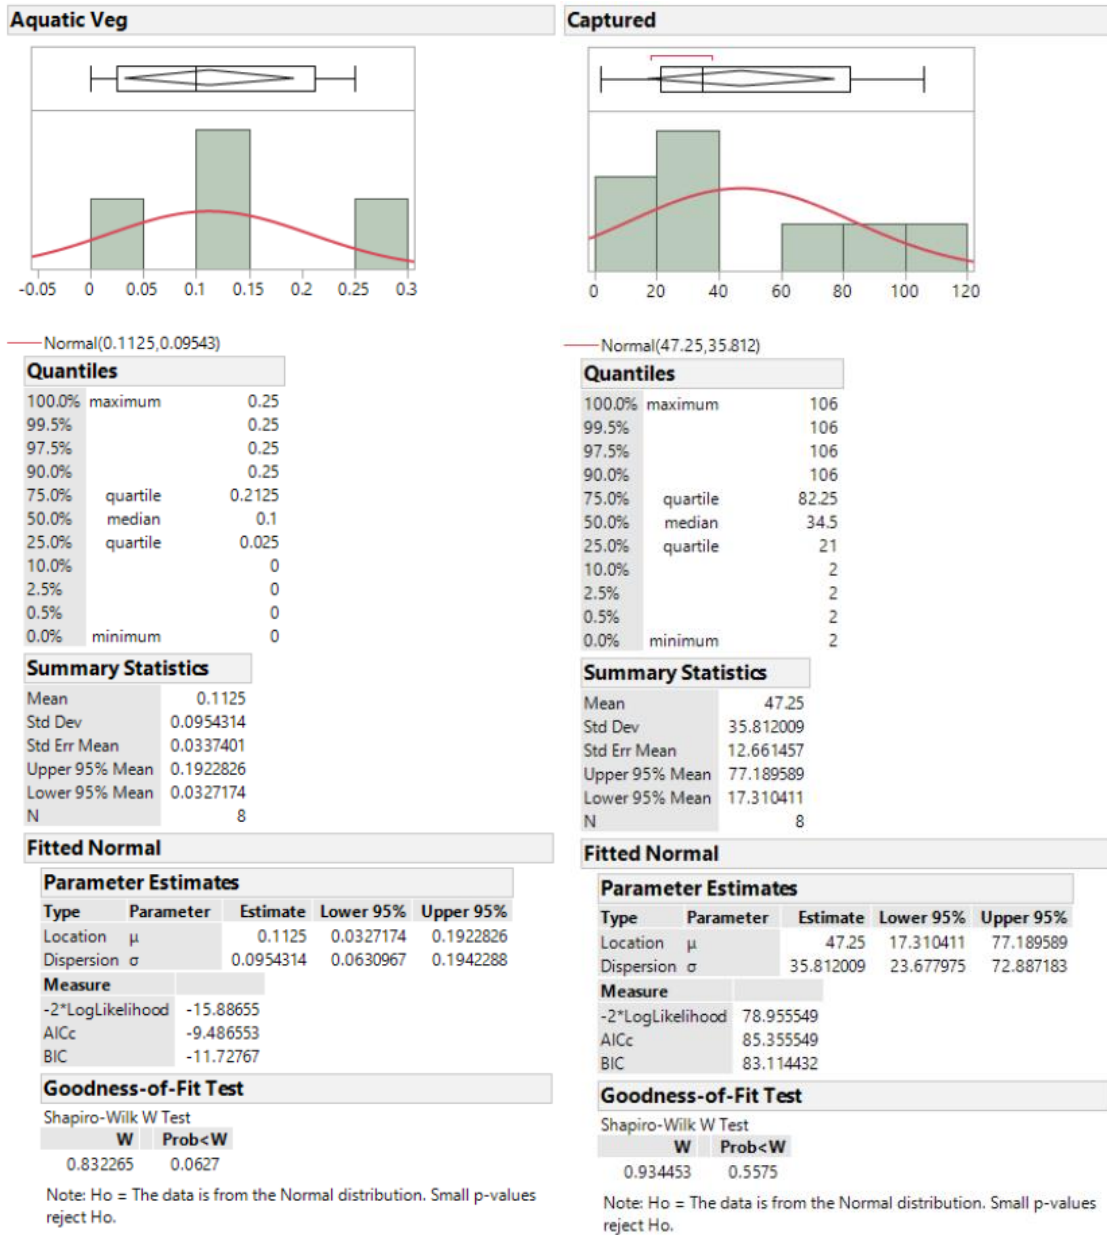 Aquatic Veg
-0.05 0 0.05 0.1 0.15 0.2 0.25 0.3
Normal(0.1125,0.09543)
Quantiles
100.0% maximum 0.25
99.5% 0.25
97.5% 0.25
90.0% 0.25
75.0% quartile 0.2125
50.0% median 0.1
25.0% quartile 0.025
10.0% 0
2.5% 0
0.5% 0
0.0% minimum 0
Summary Statistics
Mean 0.1125
Std Dev 0.0954314
Std Err Mean 0.0337401
Upper 95% Mean 0.1922826
Lower 95% Mean 0.0327174
N 8
Fitted Normal
Parameter Estimates
Type Parameter Estimate Lower 95% Upper 95%
Location μ 0.1125 0.0327174 0.1922826
Dispersion σ 0.0954314 0.0630967 0.1942288
Measure
-2*LogLikelihood -15.88655
AICc -9.486553
BIC -11.72767
Goodness-of-Fit Test
Shapiro-Wilk W Test
W Prob<W
0.832265 0.0627
Note: Ho = The data is from the Normal distribution. Small p-values
reject Ho.
Captured
0 20 40 60 80 100 120
Normal(47.25,35.812)
Quantiles
100.0% maximum 106
99.5% 106
97.5% 106
90.0% 106
75.0% quartile 82.25
50.0% median 34.5
25.0% quartile 21
10.0% 2
2.5% 2
0.5% 2
0.0% minimum 2
Summary Statistics
Mean 47.25
Std Dev 35.812009
Std Err Mean 12.661457
Upper 95% Mean 77.189589
Lower 95% Mean 17.310411
N 8
Fitted Normal
Parameter Estimates
Type Parameter Estimate Lower 95% Upper 95%
Location μ 47.25 17.310411 77.189589
Dispersion σ 35.812009 23.677975 72.887183
Measure
-2*LogLikelihood 78.955549
AICc 85.355549
BIC 83.114432
Goodness-of-Fit Test
Shapiro-Wilk W Test
W Prob<W
0.934453 0.5575
Note: Ho = The data is from the Normal distribution. Small p-values
reject Ho.